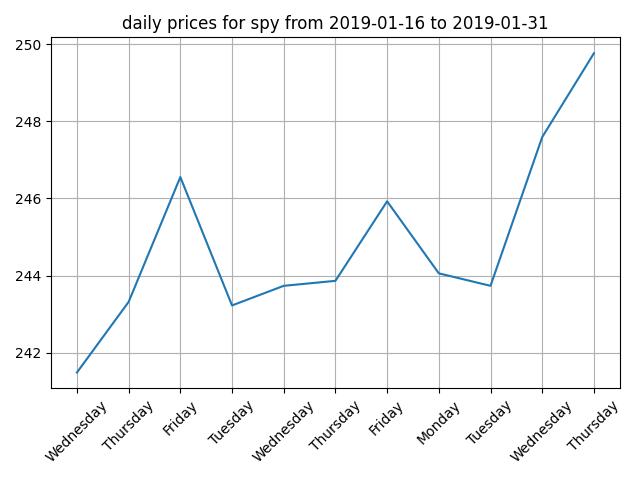 daily prices for spy from 2019-01-16 to 2019-01-31
250
248
246
244
242
Wednesday
Thursday
Friday
Tuesday
Wednesday
Thursday
Friday
Monday
Tuesday
Wednesday
Thursday